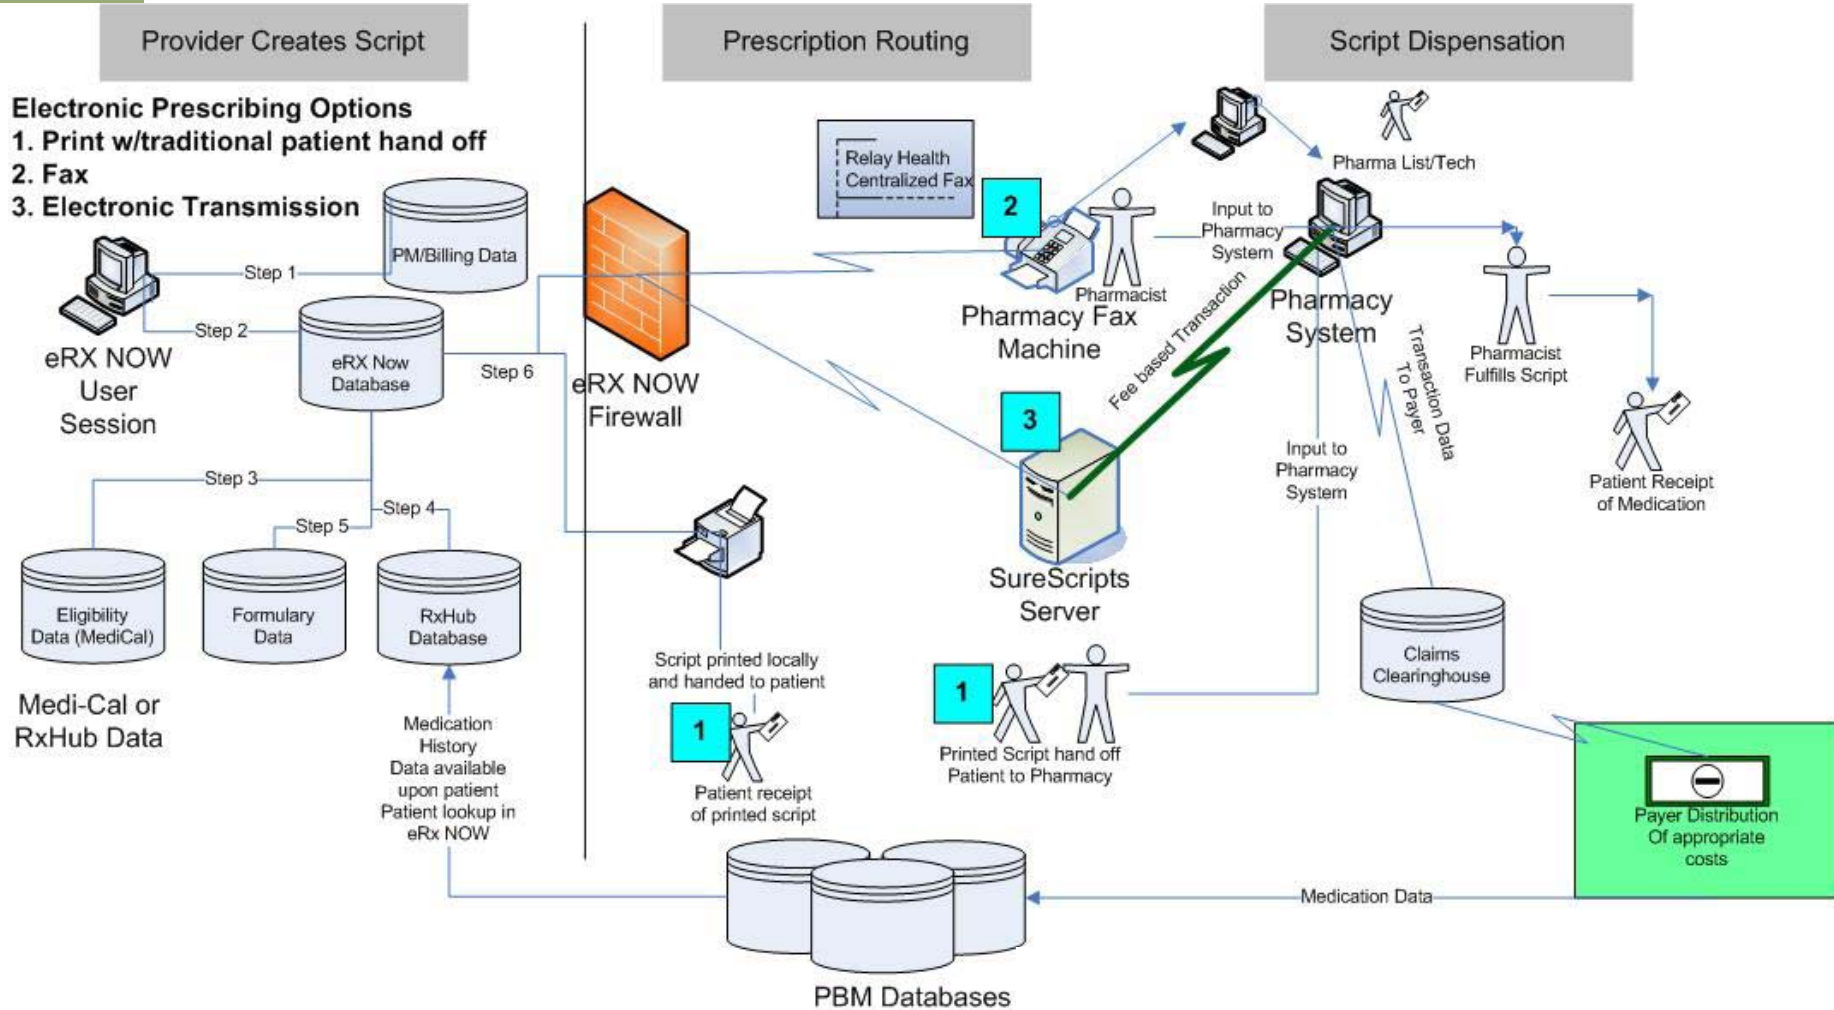 Provider Creates Script
Prescription Routing
Script Dispensation
Electronic Prescribing Options
1. Print w/traditional patient hand off
2. Fax
3. Electronic Transmission
PM/Billing Data
Step 1
Step 2
eRX NOW
User
Session
eRX Now
Database
Step 6
Step 3
Step 4
Step 5
Eligibility
Data (MediCal)
Formulary
Data
RxHub
Database
Medi-Cal or
RxHub Data
Medication
History
Data available
upon patient
Patient lookup in
eRx NOW
eRX NOW
Firewall
Relay Health
Centralized Fax
2
Pharmacist
Pharmacy Fax
Machine
3
SureScripts
Server
Fee based Transaction
Script printed locally
and handed to patient
1
Patient receipt
of printed script
1
Printed Script hand off
Patient to Pharmacy
PBM Databases
Pharma List/Tech
Input to
Pharmacy
System
Pharmacy
System
Pharmacist
Fulfills Script
Patient Receipt
of Medication
Transaction Data
To Payer
Input to
Pharmacy
System
Claims
Clearinghouse
Payer Distribution
Of appropriate
costs
Medication Data